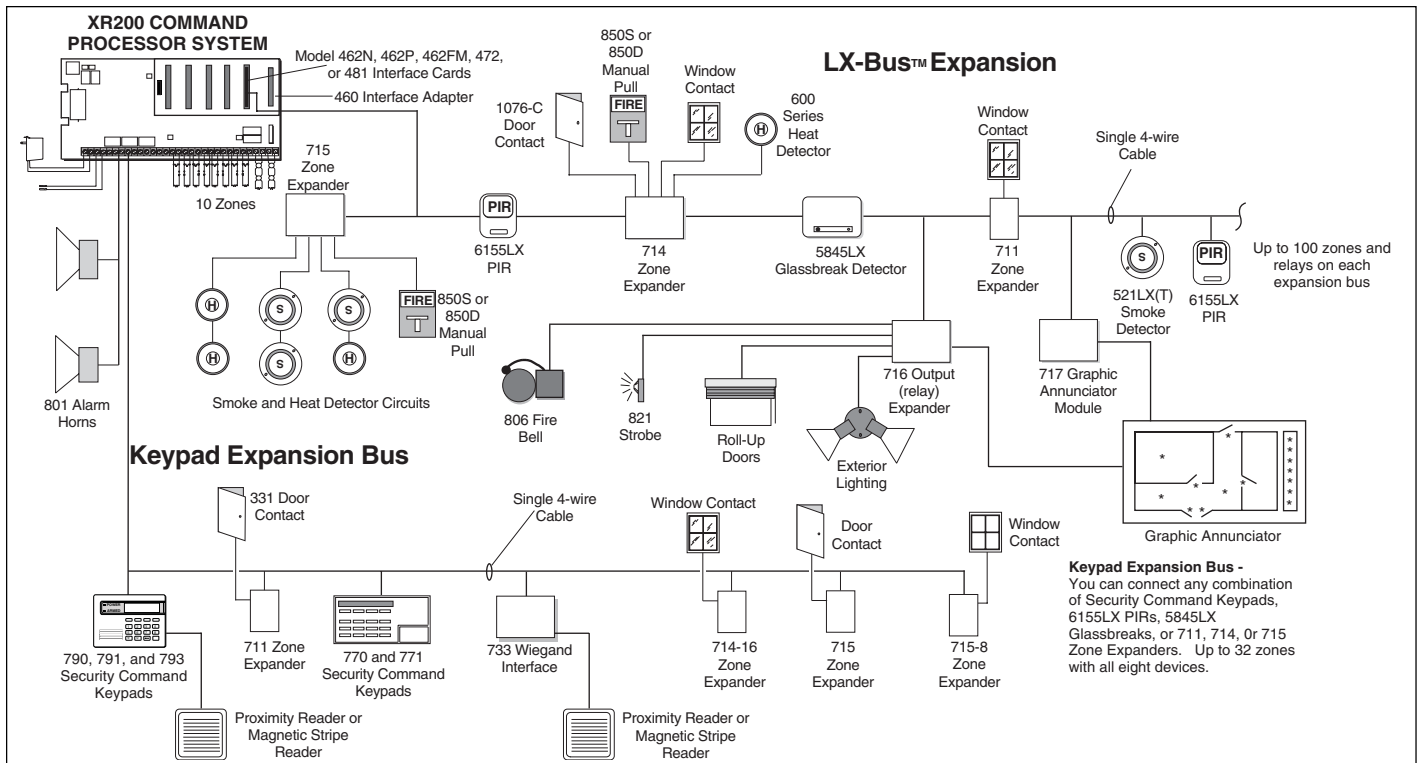 XR200 COMMAND
PROCESSOR SYSTEM
Model 462N, 462P, 462FM, 472,
or 481 Interface Cards
460 Interface Adapter
10 Zones
LX-Bus™ Expansion
715
Zone
Expander
PIR
6155LX
PIR
1076-C
Door
Contact
850S or
850D
Manual
Pull
FIRE
Window
Contact
600
Series
Heat
Detector
H
714
Zone
Expander
5845LX
Glassbreak Detector
Window
Contact
711
Zone
Expander
Single 4-wire
Cable
S
521LX(T)
Smoke
Detector
PIR
6155LX
PIR
Up to 100 zones and
relays on each
expansion bus
H
S
S
H
S
H
FIRE
850S or
850D
Manual
Pull
Smoke and Heat Detector Circuits
801 Alarm
Horns
806 Fire
Bell
821
Strobe
Roll-Up
Doors
Exterior
Lighting
716 Output
(relay)
Expander
717 Graphic
Annunciator
Module
Graphic Annunciator
Keypad Expansion Bus
331 Door
Contact
Single 4-wire
Cable
Window Contact
Door
Contact
Window
Contact
POWER
ARMED
790, 791, and 793
Security Command
Keypads
711 Zone
Expander
770 and 771
Security Command
Keypads
733 Wiegand
Interface
714-16
Zone
Expander
715
Zone
Expander
715-8
Zone
Expander
Proximity Reader or
Magnetic Stripe
Reader
Proximity Reader or
Magnetic Stripe
Reader
Keypad Expansion Bus -
You can connect any combination
of Security Command Keypads,
6155LX PIRs, 5845LX
Glassbreaks, or 711, 714, 0r 715
Zone Expanders. Up to 32 zones
with all eight devices.